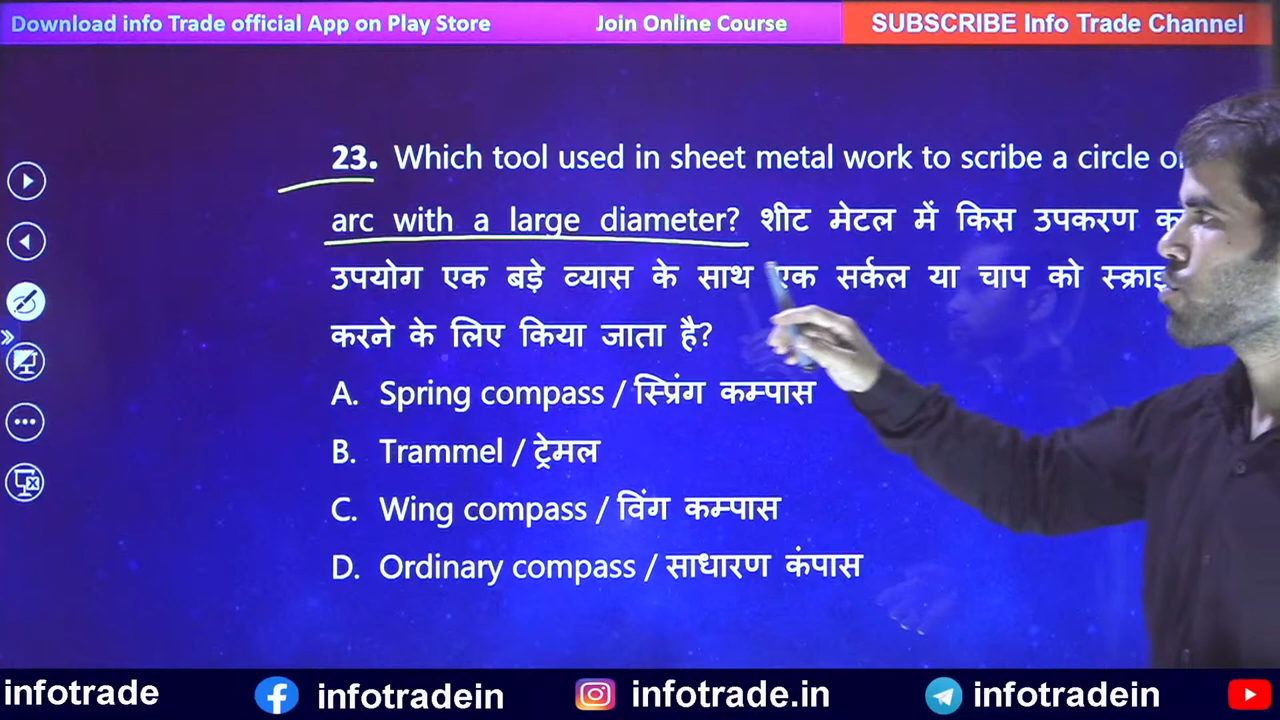 Download info Trade official App on Play Store
Join Online Course
SUBSCRIBE Info Trade Channel
23. Which tool used in sheet metal work to scribe a circle or
arc with a large diameter? शीट मेटल में किस उपकरण का
उपयोग एक बड़े व्यास के साथ एक सर्कल या चाप को
करने के लिए किया जाता है?
A. Spring compass / स्प्रिंग कम्पास
B. Trammel / ट्रेमल
C. Wing compass / विंग कम्पास
D. Ordinary compass / साधारण कंपास
infotrade
infotradein
infotrade.in
infotradein